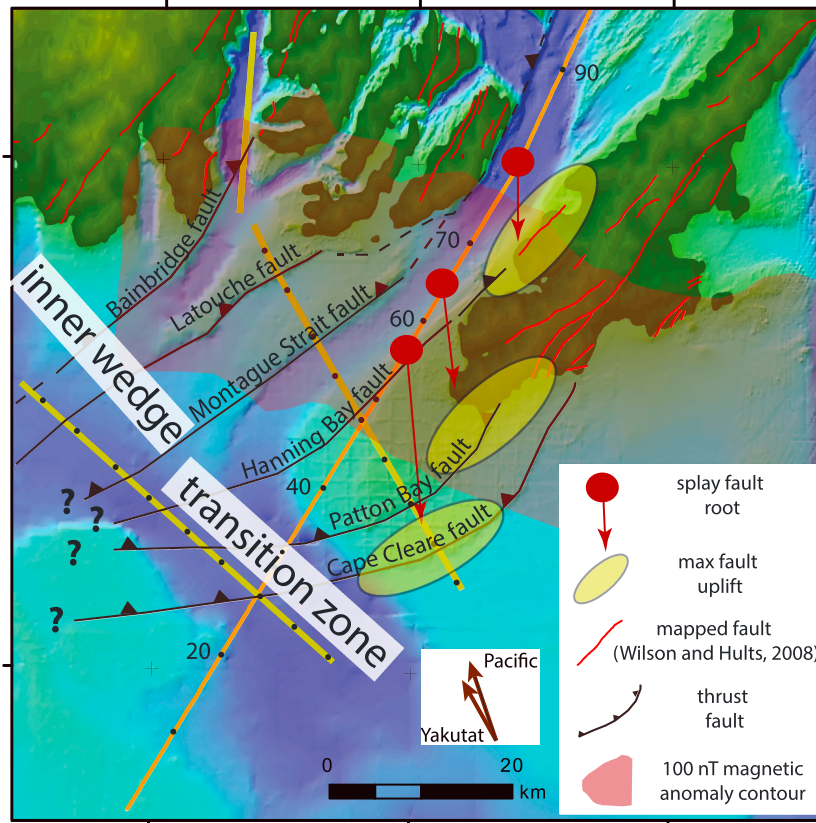 90
Bainbridge fault
70
Latouche fault
inner wedge
60
Montague Strait fault
Hanning Bay fault
?
?
40
Patton Bay fault
splay fault
root
transition zone
?
Cape Cleare fault
max fault
uplift
?
mapped fault
(Wilson and Hults, 2008)
20
Pacific
Yakutat
thrust
fault
0
20
km
100 nT magnetic
anomaly contour